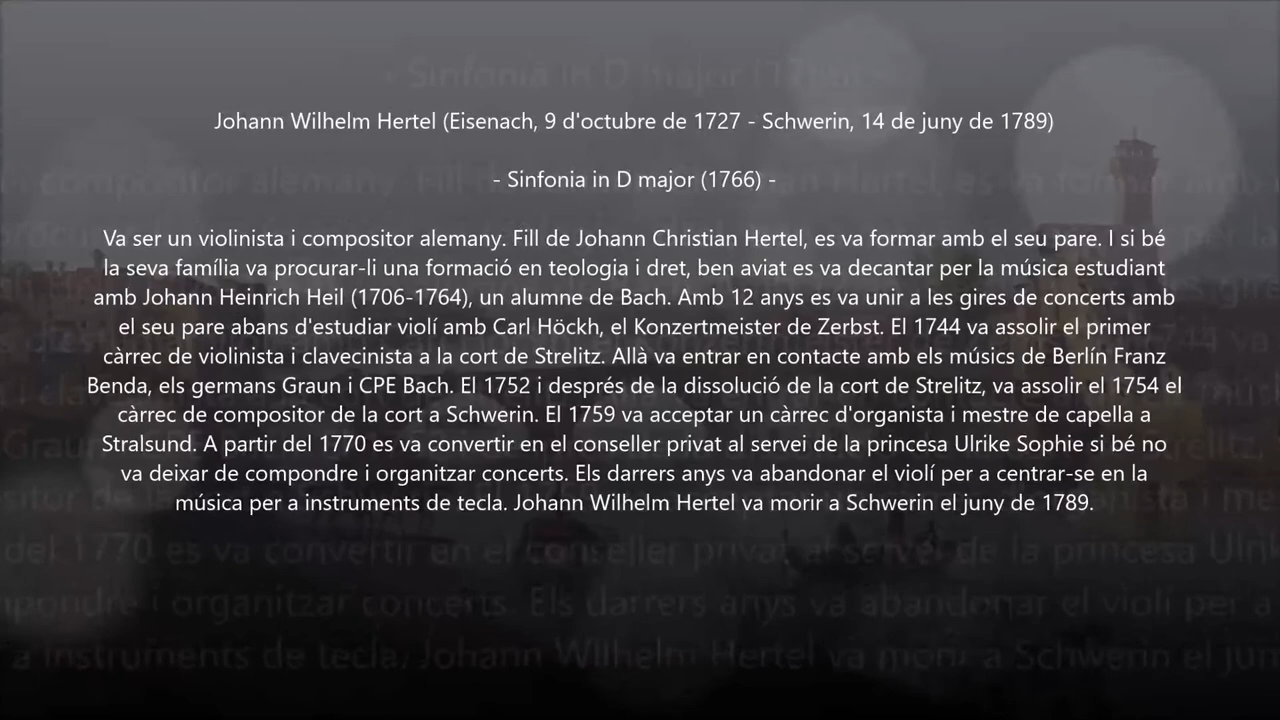 Johann Wilhelm Hertel (Eisenach, 9 d'octubre de 1727 - Schwerin, 14 de juny de 1789)
- Sinfonia in D major (1766) -
Va ser un violinista i compositor alemany. Fill de Johann Christian Hertel, es va formar amb el seu pare. I si bé
la seva família va procurar-li una formació en teologia i dret, ben aviat es va decantar per la música estudiant
amb Johann Heinrich Heil (1706-1764), un alumne de Bach. Amb 12 anys es va unir a les gires de concerts amb
el seu pare abans d'estudiar violí amb Carl Höckh, el Konzertmeister de Zerbst. El 1744 va assolir el primer
càrrec de violinista i clavecinista a la cort de Strelitz. Allà va entrar en contacte amb els músics de Berlín Franz
Benda, els germans Graun i CPE Bach. El 1752 i després de la dissolució de la cort de Strelitz, va assolir el 1754 el
càrrec de compositor de la cort a Schwerin. El 1759 va acceptar un càrrec d'organista i mestre de capella a
Stralsund. A partir del 1770 es va convertir en el conseller privat al servei de la princesa Ulrike Sophie si bé no
va deixar de compondre i organitzar concerts. Els darrers anys va abandonar el violí per a centrar-se en la
música per a instruments de tecla. Johann Wilhelm Hertel va morir a Schwerin el juny de 1789.